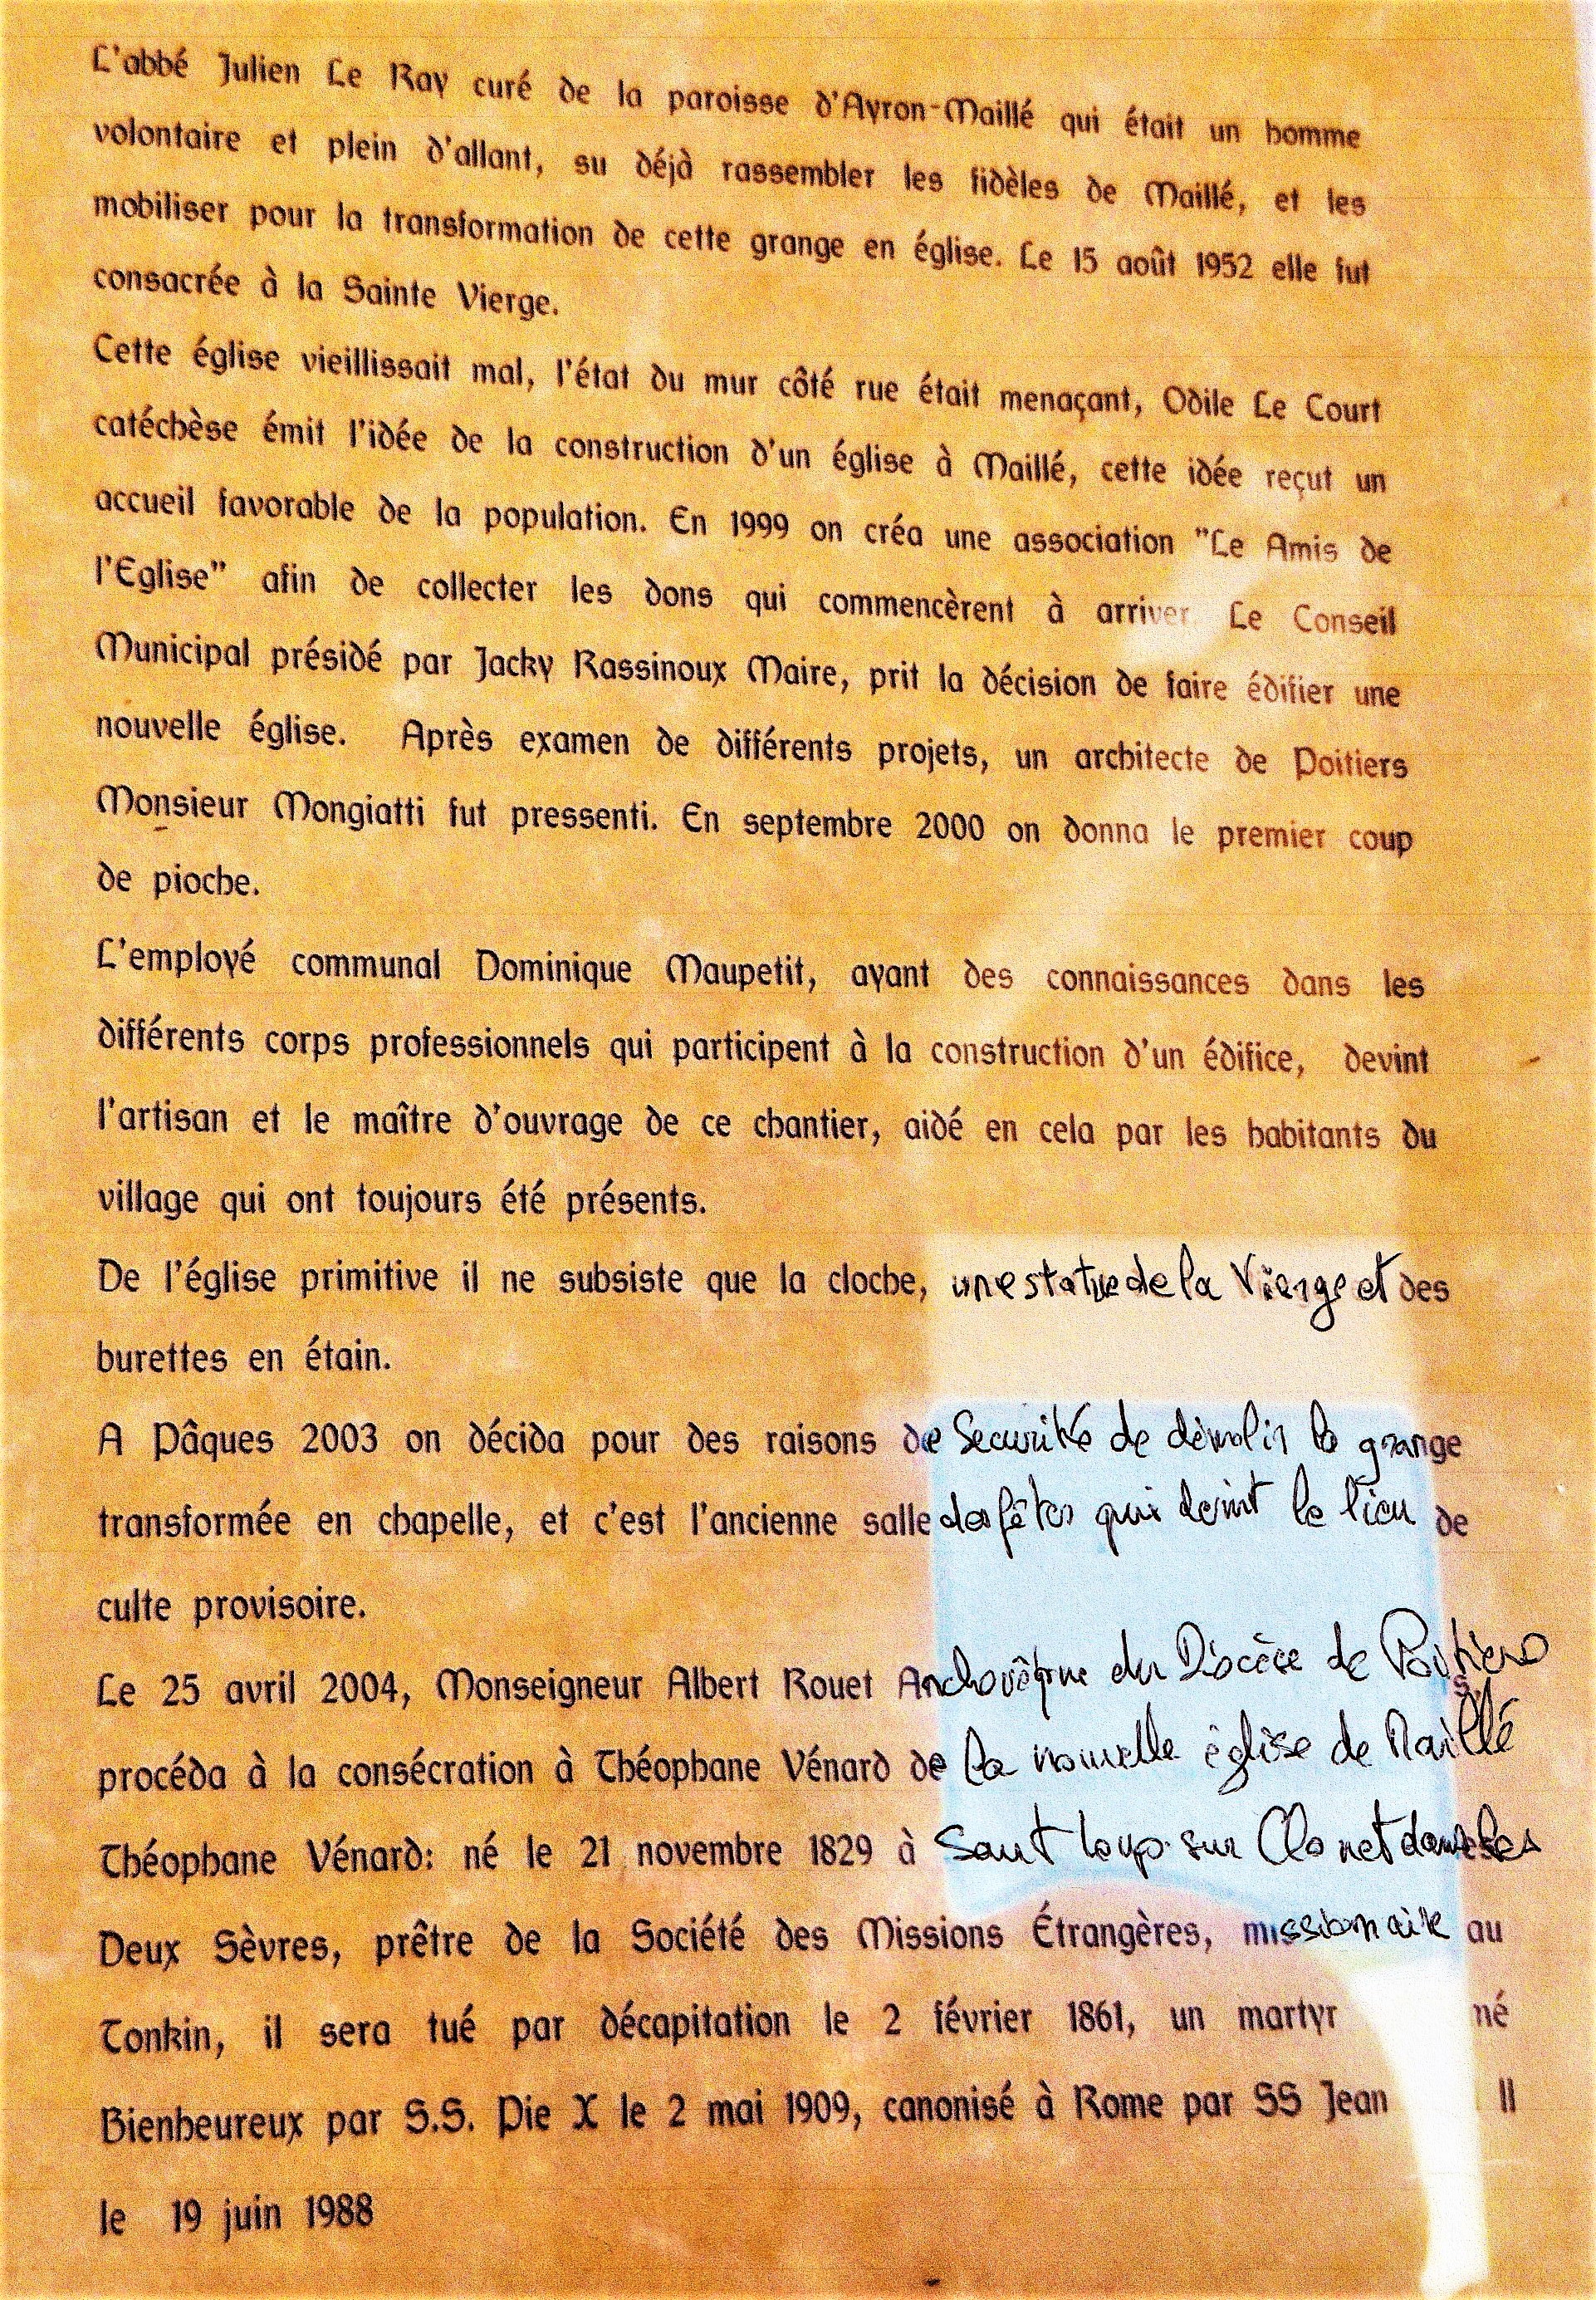 L'abbé Julien Le Ray curé de la paroisse d'Ayron-Maillé qui était un homme
volontaire et plein d'allant, su déjà rassembler les fidèles de Maillé, et les
mobiliser pour la transformation de cette grange en église. Le 15 août 1952 elle fut
consacrée à la Sainte Vierge.
Cette église vieillissait mal, l'état du mur côté rue était menaçant, Odile Le Court
catéchèse émit l'idée de la construction d'un église à Maillé, cette idée reçut un
accueil favorable de la population. En 1999 on créa une association "Le Amis de
l'Eglise" afin de collecter les dons qui commencèrent à arriver Le Conseil
Municipal présidé par Jacky Rassinoux Maire, prit la décision de faire édifier une
nouvelle église. Après examen de différents projets, un architecte de Poitiers
Monsieur Mongiatti fut pressenti. En septembre 2000 on donna le premier coup
de pioche.
L'employé communal Dominique Maupetit, ayant des connaissances dans les
différents corps professionnels qui participent à la construction d'un édifice, devint
l'artisan et le maître d'ouvrage de ce chantier, aidé en cela par les habitants du
village qui ont toujours été présents.
De l'église primitive il ne subsiste que la cloche, une statue de la Vierge et des
burettes en étain.
A Pâques 2003 on décida pour des raisons de Securité de démolir la grange
transformée en chapelle, et c'est l'ancienne salle des fêtes qui devint le lieu de
culte provisoire.
Le 25 avril 2004, Monseigneur Albert Rouet Archevêque du Diocèse de Poitiers
procéda à la consécration à Théophane Vénard de la nouvelle église de Maillé
Théophane Vénard: né le 21 novembre 1829 à Saint Loup sur Clonet dans les
Deux Sèvres, prêtre de la Société des Missions Étrangères, missionnaire au
Tonkin, il sera tué par décapitation le 2 février 1861, un martyr né
Bienheureux par S.S. Pie X le 2 mai 1909, canonisé à Rome par SS Jean II
le 19 juin 1988